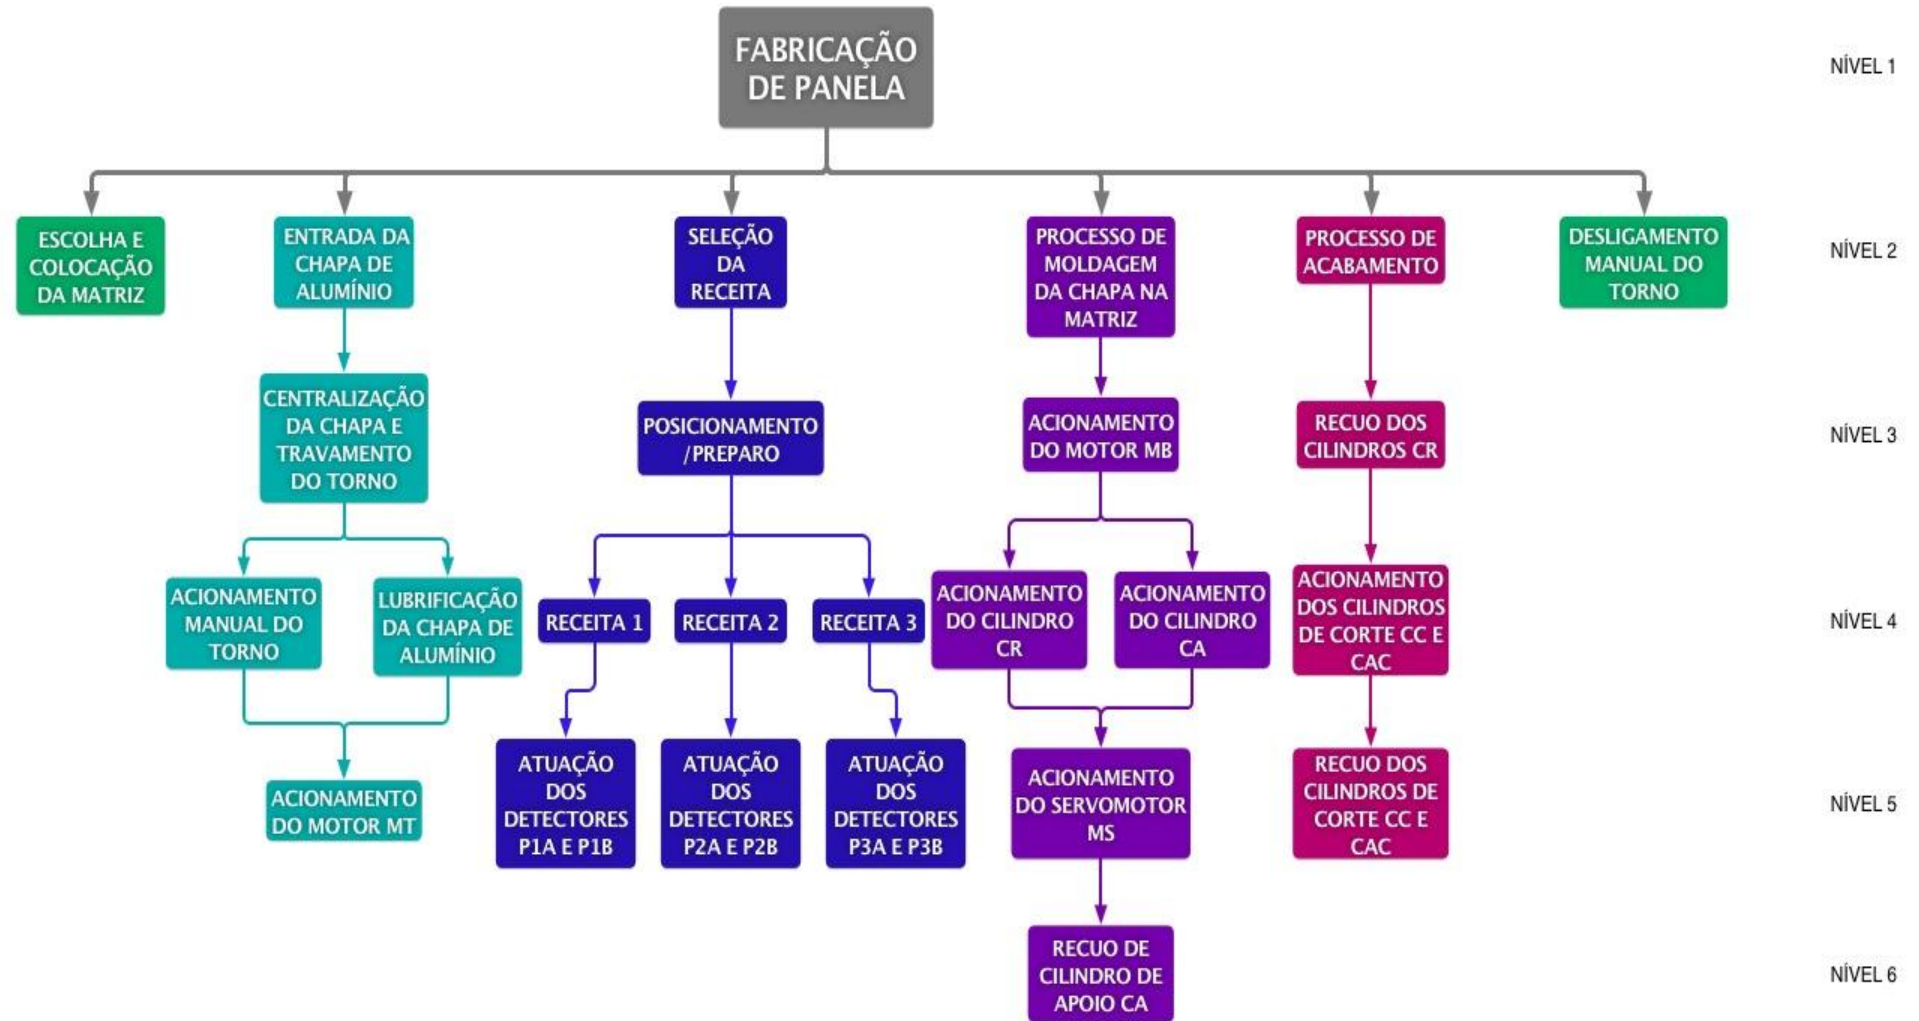 FABRICAÇÃO
DE PANELA
NÍVEL 1
ESCOLHA E
COLOCAÇÃO
DA MATRIZ
ENTRADA DA
CHAPA DE
ALUMÍNIO
SELEÇÃO
DA
RECEITA
PROCESSO DE
MOLDAGEM
DA CHAPA NA
MATRIZ
PROCESSO DE
ACABAMENTO
DESLIGAMENTO
MANUAL DO
TORNO
NÍVEL 2
CENTRALIZAÇÃO
DA CHAPA E
TRAVAMENTO
DO TORNO
POSICIONAMENTO
/PREPARO
ACIONAMENTO
DO MOTOR MB
RECUO DOS
CILINDROS CR
NÍVEL 3
ACIONAMENTO
MANUAL DO
TORNO
LUBRIFICAÇÃO
DA CHAPA DE
ALUMÍNIO
RECEITA 1
RECEITA 2
RECEITA 3
ACIONAMENTO
DO CILINDRO
CR
ACIONAMENTO
DO CILINDRO
CA
ACIONAMENTO
DOS CILINDROS
DE CORTE CC E
CAC
NÍVEL 4
ACIONAMENTO
DO MOTOR MT
ATUAÇÃO
DOS
DETECTORES
P1A E P1B
ATUAÇÃO
DOS
DETECTORES
P2A E P2B
ATUAÇÃO
DOS
DETECTORES
P3A E P3B
ACIONAMENTO
DO SERVOMOTOR
MS
RECUO DOS
CILINDROS DE
CORTE CC E
CAC
NÍVEL 5
RECUO DE
CILINDRO DE
APOIO CA
NÍVEL 6